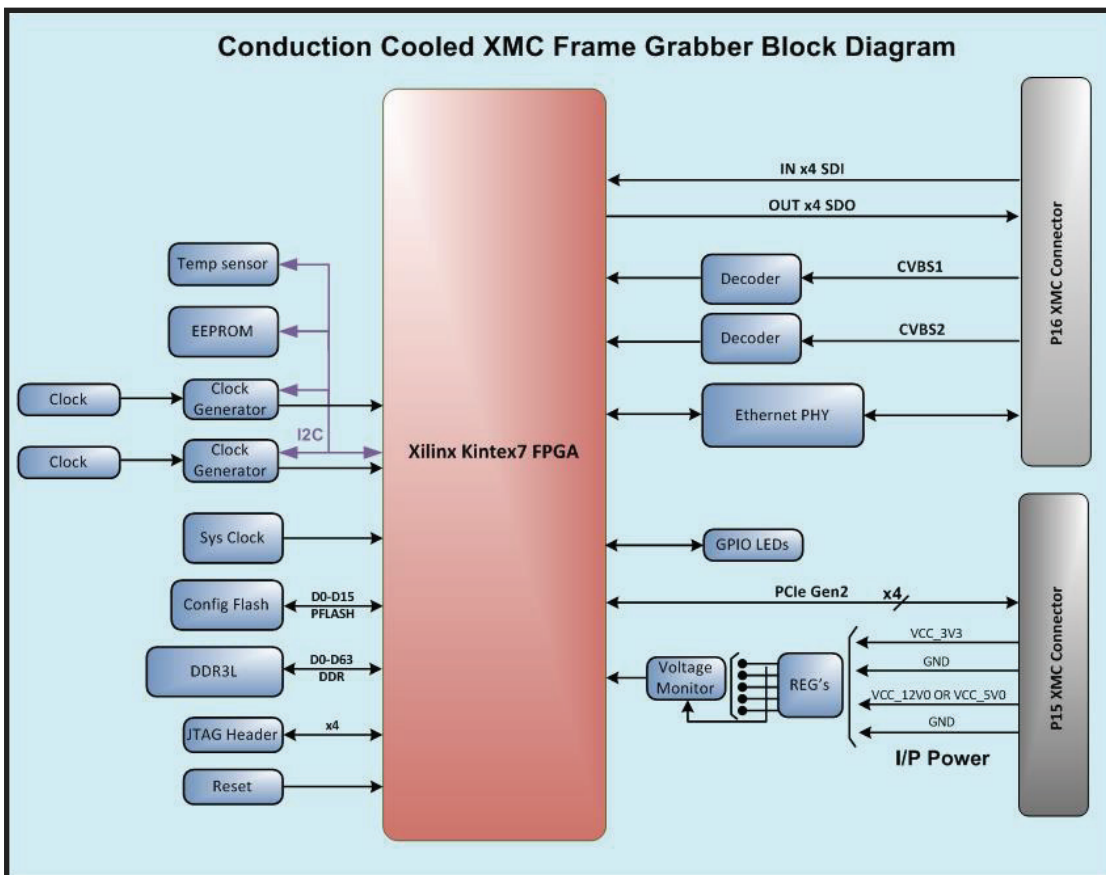 Conduction Cooled XMC Frame Grabber Block Diagram
IN x4 SDI
OUT x4 SDO
Temp sensor
Decoder
CVBS1
EEPROM
Decoder
CVBS2
P16 XMC Connector
Clock
Clock
Generator
Ethernet PHY
I2C
Clock
Clock
Generator
Xilinx Kintex7 FPGA
Sys Clock
GPIO LEDs
Config Flash
D0-D15
PFLASH
PCIe Gen2
x4
DDR3L
D0-D63
DDR
Voltage
Monitor
REG's
VCC_3V3
GND
VCC_12V0 OR VCC_5V0
GND
I/P Power
P15 XMC Connector
JTAG Header
x4
Reset